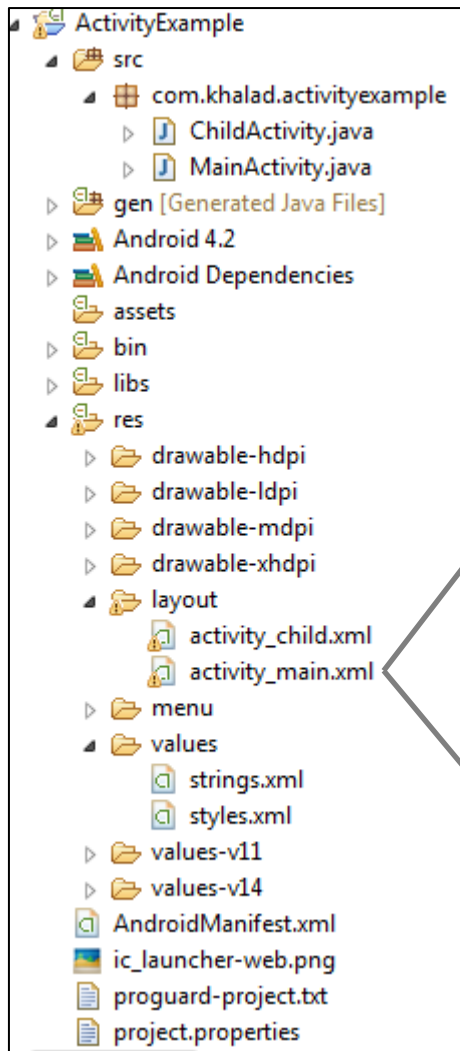 ActivityExample
src
com.khalad.activityexample
ChildActivity.java
MainActivity.java
gen [Generated Java Files]
Android 4.2
Android Dependencies
assets
bin
libs
res
drawable-hdpi
drawable-ldpi
drawable-mdpi
drawable-xhdpi
layout
activity_child.xml
activity_main.xml
menu
values
strings.xml
styles.xml
values-v11
values-v14
AndroidManifest.xml
ic_launcher-web.png
proguard-project.txt
project.properties